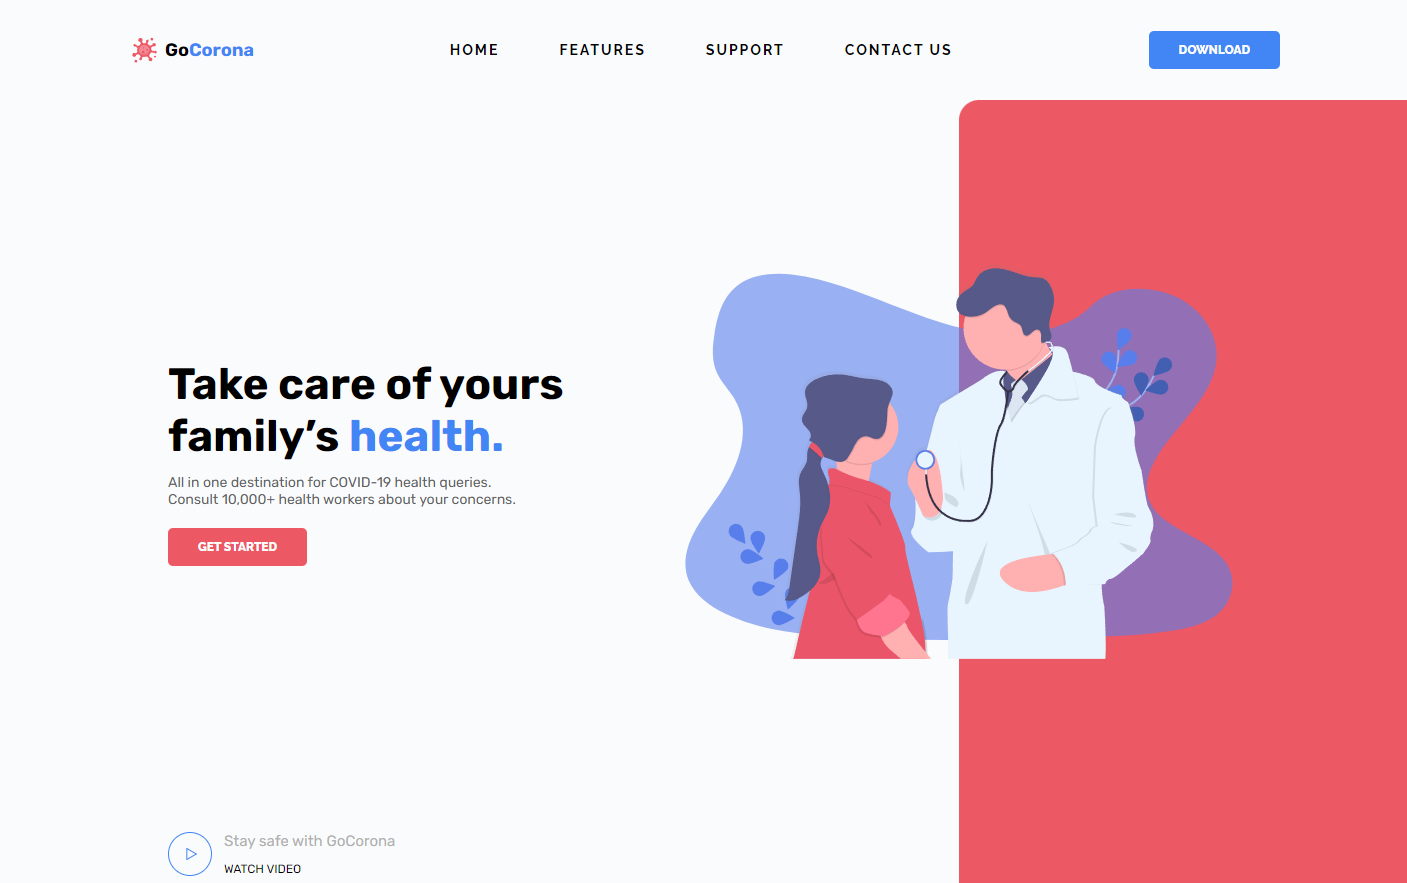 GoCorona
HOME
FEATURES
SUPPORT
CONTACT US
DOWNLOAD
Take care of yours
family’s health.
All in one destination for COVID-19 health queries.
Consult 10,000+ health workers about your concerns.
GET STARTED
Stay safe with GoCorona
WATCH VIDEO